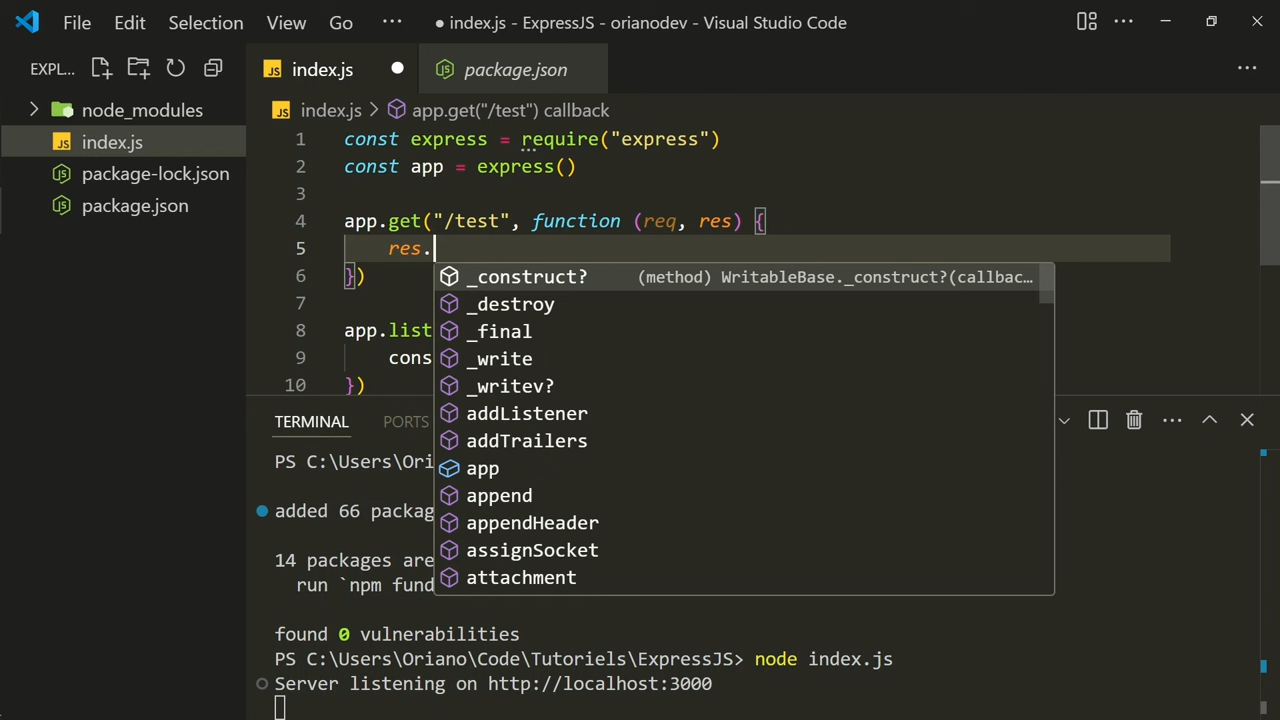 File Edit Selection View Go ··· ● index.js - ExpressJS - orianodev - Visual Studio Code
EXPL...
JS index.js ● package.json
node_modules
JS index.js > app.get("/test") callback
JS index.js
package-lock.json
package.json
1 const express = require("express")
2 const app = express()
3
4 app.get("/test", function (req, res) {
5 res.
6 })
7
8 app.list
9 cons
10 })
_construct? (method) WritableBase._construct?(callbac…
_destroy
_final
_write
_writev?
addListener
addTrailers
app
append
appendHeader
assignSocket
attachment
TERMINAL PORTS
PS C:\Users\Ori
added 66 packag
14 packages are
run `npm fund
found 0 vulnerabilities
PS C:\Users\Oriano\Code\Tutoriels\ExpressJS> node index.js
Server listening on http://localhost:3000